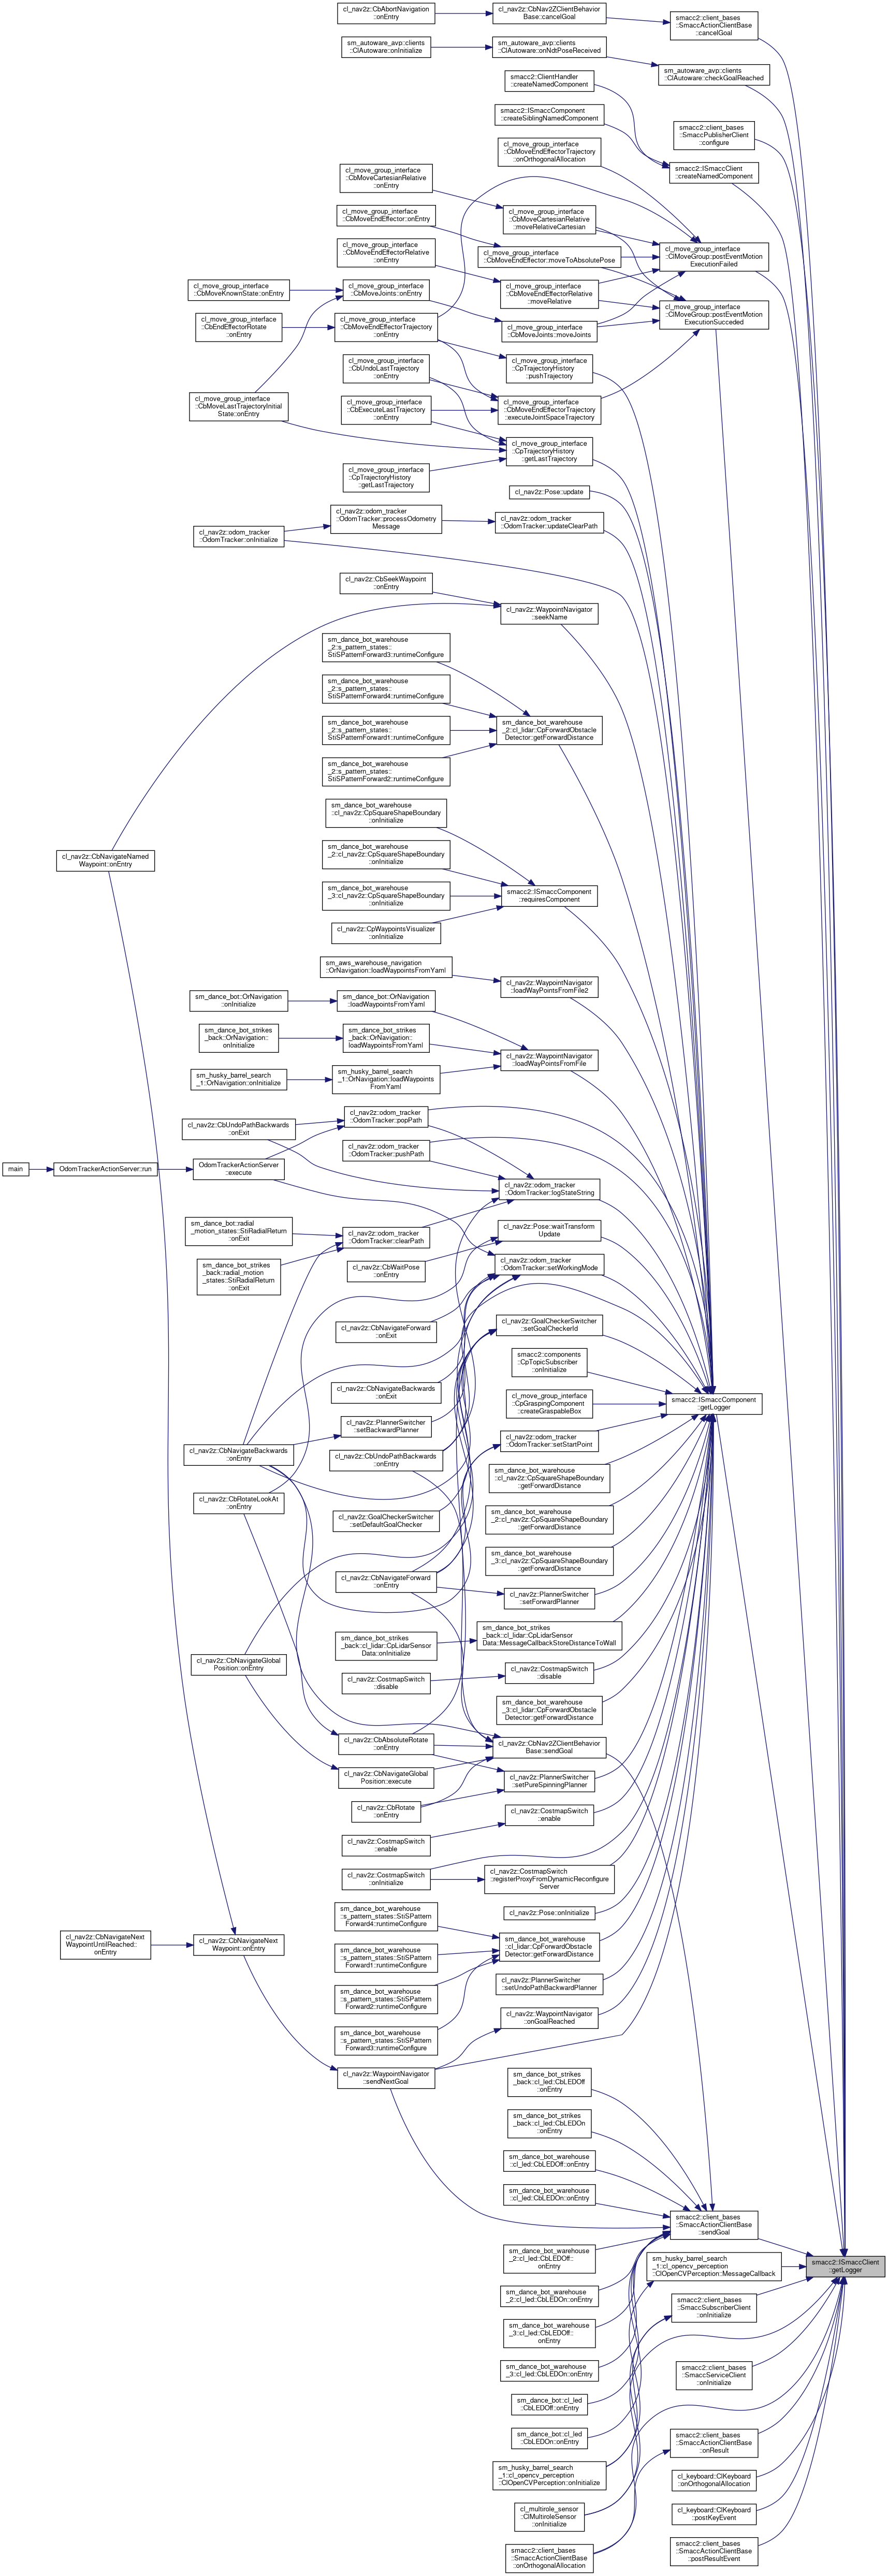 cl_nav2z::CbAbortNavigation
::onEntry
cl_nav2z::CbNav2ZClientBehavior
Base::cancelGoal
smacc2::client_bases
::SmaccActionClientBase
::cancelGoal
sm_autoware_avp::clients
::ClAutoware::onInitialize
sm_autoware_avp::clients
::ClAutoware::onNdtPoseReceived
sm_autoware_avp::clients
::ClAutoware::checkGoalReached
smacc2::ClientHandler
::createNamedComponent
smacc2::ISmaccComponent
::createSiblingNamedComponent
smacc2::client_bases
::SmaccPublisherClient
::configure
cl_move_group_interface
::CbMoveEndEffectorTrajectory
::onOrthogonalAllocation
smacc2::ISmaccClient
::createNamedComponent
cl_move_group_interface
::CbMoveCartesianRelative
::onEntry
cl_move_group_interface
::CbMoveEndEffector::onEntry
cl_move_group_interface
::CbMoveCartesianRelative
::moveRelativeCartesian
cl_move_group_interface
::CbMoveEndEffectorRelative
::onEntry
cl_move_group_interface
::CbMoveEndEffector::moveToAbsolutePose
cl_move_group_interface
::ClMoveGroup::postEventMotion
ExecutionFailed
cl_move_group_interface
::CbMoveKnownState::onEntry
cl_move_group_interface
::CbMoveJoints::onEntry
cl_move_group_interface
::CbMoveEndEffectorRelative
::moveRelative
cl_move_group_interface
::ClMoveGroup::postEventMotion
ExecutionSucceded
cl_move_group_interface
::CbEndEffectorRotate
::onEntry
cl_move_group_interface
::CbMoveEndEffectorTrajectory
::onEntry
cl_move_group_interface
::CbMoveJoints::moveJoints
cl_move_group_interface
::CbUndoLastTrajectory
::onEntry
cl_move_group_interface
::CpTrajectoryHistory
::pushTrajectory
cl_move_group_interface
::CbMoveLastTrajectoryInitial
State::onEntry
cl_move_group_interface
::CbExecuteLastTrajectory
::onEntry
cl_move_group_interface
::CbMoveEndEffectorTrajectory
::executeJointSpaceTrajectory
cl_move_group_interface
::CpTrajectoryHistory
::getLastTrajectory
cl_move_group_interface
::CpTrajectoryHistory
::getLastTrajectory
cl_nav2z::Pose::update
cl_nav2z::odom_tracker
::OdomTracker::onInitialize
cl_nav2z::odom_tracker
::OdomTracker::processOdometry
Message
cl_nav2z::odom_tracker
::OdomTracker::updateClearPath
cl_nav2z::CbSeekWaypoint
::onEntry
cl_nav2z::WaypointNavigator
::seekName
sm_dance_bot_warehouse
_2::s_pattern_states::
StiSPatternForward3::runtimeConfigure
sm_dance_bot_warehouse
_2::s_pattern_states::
StiSPatternForward4::runtimeConfigure
sm_dance_bot_warehouse
_2::s_pattern_states::
StiSPatternForward1::runtimeConfigure
sm_dance_bot_warehouse
_2::cl_lidar::CpForwardObstacle
Detector::getForwardDistance
sm_dance_bot_warehouse
_2::s_pattern_states::
StiSPatternForward2::runtimeConfigure
sm_dance_bot_warehouse
::cl_nav2z::CpSquareShapeBoundary
::onInitialize
cl_nav2z::CbNavigateNamed
Waypoint::onEntry
sm_dance_bot_warehouse
_2::cl_nav2z::CpSquareShapeBoundary
::onInitialize
sm_dance_bot_warehouse
_3::cl_nav2z::CpSquareShapeBoundary
::onInitialize
smacc2::ISmaccComponent
::requiresComponent
cl_nav2z::CpWaypointsVisualizer
::onInitialize
sm_aws_warehouse_navigation
::OrNavigation::loadWaypointsFromYaml
cl_nav2z::WaypointNavigator
::loadWayPointsFromFile2
sm_dance_bot::OrNavigation
::onInitialize
sm_dance_bot::OrNavigation
::loadWaypointsFromYaml
sm_dance_bot_strikes
_back::OrNavigation::
onInitialize
sm_dance_bot_strikes
_back::OrNavigation::
loadWaypointsFromYaml
cl_nav2z::WaypointNavigator
::loadWayPointsFromFile
sm_husky_barrel_search
_1::OrNavigation::onInitialize
sm_husky_barrel_search
_1::OrNavigation::loadWaypoints
FromYaml
cl_nav2z::CbUndoPathBackwards
::onExit
cl_nav2z::odom_tracker
::OdomTracker::popPath
main
OdomTrackerActionServer::run
OdomTrackerActionServer
::execute
cl_nav2z::odom_tracker
::OdomTracker::pushPath
cl_nav2z::odom_tracker
::OdomTracker::logStateString
sm_dance_bot::radial
_motion_states::StiRadialReturn
::onExit
cl_nav2z::odom_tracker
::OdomTracker::clearPath
cl_nav2z::Pose::waitTransform
Update
sm_dance_bot_strikes
_back::radial_motion
_states::StiRadialReturn
::onExit
cl_nav2z::CbWaitPose
::onEntry
cl_nav2z::odom_tracker
::OdomTracker::setWorkingMode
cl_nav2z::CbNavigateForward
::onExit
cl_nav2z::GoalCheckerSwitcher
::setGoalCheckerId
smacc2::components
::CpTopicSubscriber
::onInitialize
cl_nav2z::CbNavigateBackwards
::onExit
cl_move_group_interface
::CpGraspingComponent
::createGraspableBox
smacc2::ISmaccComponent
::getLogger
cl_nav2z::PlannerSwitcher
::setBackwardPlanner
cl_nav2z::odom_tracker
::OdomTracker::setStartPoint
cl_nav2z::CbNavigateBackwards
::onEntry
cl_nav2z::CbUndoPathBackwards
::onEntry
sm_dance_bot_warehouse
::cl_nav2z::CpSquareShapeBoundary
::getForwardDistance
cl_nav2z::CbRotateLookAt
::onEntry
cl_nav2z::GoalCheckerSwitcher
::setDefaultGoalChecker
sm_dance_bot_warehouse
_2::cl_nav2z::CpSquareShapeBoundary
::getForwardDistance
sm_dance_bot_warehouse
_3::cl_nav2z::CpSquareShapeBoundary
::getForwardDistance
cl_nav2z::CbNavigateForward
::onEntry
cl_nav2z::PlannerSwitcher
::setForwardPlanner
sm_dance_bot_strikes
_back::cl_lidar::CpLidarSensor
Data::onInitialize
sm_dance_bot_strikes
_back::cl_lidar::CpLidarSensor
Data::MessageCallbackStoreDistanceToWall
cl_nav2z::CbNavigateGlobal
Position::onEntry
cl_nav2z::CostmapSwitch
::disable
cl_nav2z::CostmapSwitch
::disable
sm_dance_bot_warehouse
_3::cl_lidar::CpForwardObstacle
Detector::getForwardDistance
cl_nav2z::CbAbsoluteRotate
::onEntry
cl_nav2z::CbNav2ZClientBehavior
Base::sendGoal
cl_nav2z::CbNavigateGlobal
Position::execute
cl_nav2z::PlannerSwitcher
::setPureSpinningPlanner
cl_nav2z::CbRotate
::onEntry
cl_nav2z::CostmapSwitch
::enable
cl_nav2z::CostmapSwitch
::enable
cl_nav2z::CostmapSwitch
::onInitialize
cl_nav2z::CostmapSwitch
::registerProxyFromDynamicReconfigure
Server
cl_nav2z::Pose::onInitialize
sm_dance_bot_warehouse
::s_pattern_states::StiSPattern
Forward4::runtimeConfigure
cl_nav2z::CbNavigateNext
WaypointUntilReached::
onEntry
cl_nav2z::CbNavigateNext
Waypoint::onEntry
sm_dance_bot_warehouse
::s_pattern_states::StiSPattern
Forward1::runtimeConfigure
sm_dance_bot_warehouse
::cl_lidar::CpForwardObstacle
Detector::getForwardDistance
sm_dance_bot_warehouse
::s_pattern_states::StiSPattern
Forward2::runtimeConfigure
cl_nav2z::PlannerSwitcher
::setUndoPathBackwardPlanner
sm_dance_bot_warehouse
::s_pattern_states::StiSPattern
Forward3::runtimeConfigure
cl_nav2z::WaypointNavigator
::onGoalReached
cl_nav2z::WaypointNavigator
::sendNextGoal
sm_dance_bot_strikes
_back::cl_led::CbLEDOff
::onEntry
sm_dance_bot_strikes
_back::cl_led::CbLEDOn
::onEntry
sm_dance_bot_warehouse
::cl_led::CbLEDOff::onEntry
sm_dance_bot_warehouse
::cl_led::CbLEDOn::onEntry
smacc2::client_bases
::SmaccActionClientBase
::sendGoal
sm_dance_bot_warehouse
_2::cl_led::CbLEDOff::
onEntry
sm_husky_barrel_search
_1::cl_opencv_perception
::ClOpenCVPerception::MessageCallback
smacc2::ISmaccClient
::getLogger
sm_dance_bot_warehouse
_2::cl_led::CbLEDOn::onEntry
smacc2::client_bases
::SmaccSubscriberClient
::onInitialize
sm_dance_bot_warehouse
_3::cl_led::CbLEDOff::
onEntry
sm_dance_bot_warehouse
_3::cl_led::CbLEDOn::onEntry
smacc2::client_bases
::SmaccServiceClient
::onInitialize
sm_dance_bot::cl_led
::CbLEDOff::onEntry
sm_dance_bot::cl_led
::CbLEDOn::onEntry
smacc2::client_bases
::SmaccActionClientBase
::onResult
sm_husky_barrel_search
_1::cl_opencv_perception
::ClOpenCVPerception::onInitialize
cl_keyboard::ClKeyboard
::onOrthogonalAllocation
cl_multirole_sensor
::ClMultiroleSensor
::onInitialize
cl_keyboard::ClKeyboard
::postKeyEvent
smacc2::client_bases
::SmaccActionClientBase
::onOrthogonalAllocation
smacc2::client_bases
::SmaccActionClientBase
::postResultEvent